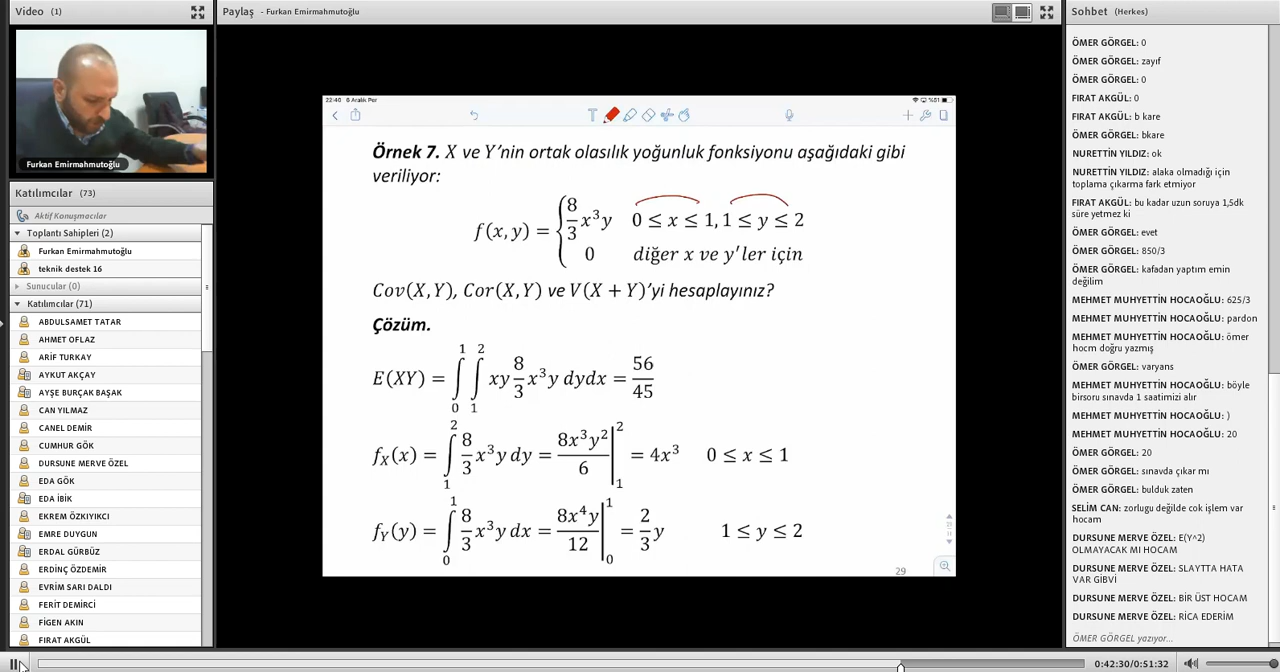 Video (1)
Furkan Emirmahmutoğlu
Katılımcılar (73)
Aktif Konuşmacılar
Toplantı Sahipleri (2)
Furkan Emirmahmutoğlu
teknik destek 16
Sunucular (0)
Katılımcılar (71)
ABDULSAMET TATAR
AHMET OFLAZ
ARİF TURKAY
AYKUT AKÇAY
AYŞE BURÇAK BAŞAK
CAN YILMAZ
CANEL DEMİR
CUMHUR GÖK
DURSUNE MERVE ÖZEL
EDA GÖK
EDA İBİK
EKREM ÖZKIYIKCI
EMRE DUYGUN
ERDAL GÜRBÜZ
ERDİNÇ ÖZDEMİR
EVRİM SARI DALDI
FERİT DEMİRCİ
FİGEN AKIN
FIRAT AKGÜL
Paylaş - Furkan Emirmahmutoğlu
22:46 6 Aralık Per
%51
Örnek 7. X ve Y’nin ortak olasılık yoğunluk fonksiyonu aşağıdaki gibi
veriliyor:
f(x, y) = { 8/3 x³y 0 ≤ x ≤ 1, 1 ≤ y ≤ 2
0 diğer x ve y′ler için
Cov(X, Y), Cor(X, Y) ve V(X + Y)’yi hesaplayınız?
Çözüm.
E(XY) = ∫₀¹ ∫₁² xy 8/3 x³y dydx = 56/45
f_X(x) = ∫₁² 8/3 x³y dy = 8x³y²/6 |₁² = 4x³ 0 ≤ x ≤ 1
f_Y(y) = ∫₀¹ 8/3 x³y dx = 8x⁴y/12 |₀¹ = 2/3 y 1 ≤ y ≤ 2
29
Sohbet (Herkes)
ÖMER GÖRGEL: 0
ÖMER GÖRGEL: zayıf
ÖMER GÖRGEL: 0
FIRAT AKGÜL: 0
FIRAT AKGÜL: b kare
ÖMER GÖRGEL: bkare
NURETTİN YILDIZ: ok
NURETTİN YILDIZ: alaka olmadığı için
toplama çıkarma fark etmiyor
FIRAT AKGÜL: bu kadar uzun soruya 1,5dk
süre yetmez ki
ÖMER GÖRGEL: evet
ÖMER GÖRGEL: 850/3
ÖMER GÖRGEL: kafadan yaptım emin
değilim
MEHMET MUHYETTİN HOCAOĞLU: 625/3
MEHMET MUHYETTİN HOCAOĞLU: pardon
MEHMET MUHYETTİN HOCAOĞLU: ömer
hocm doğru yazmış
ÖMER GÖRGEL: varyans
MEHMET MUHYETTİN HOCAOĞLU: böyle
birsoru sınavda 1 saatimizi alır
MEHMET MUHYETTİN HOCAOĞLU: )
MEHMET MUHYETTİN HOCAOĞLU: 20
ÖMER GÖRGEL: 20
ÖMER GÖRGEL: sınavda çıkar mı
ÖMER GÖRGEL: bulduk zaten
SELİM CAN: zorlugu değilde cok işlem var
hocam
DURSUNE MERVE ÖZEL: E(Y^2)
OLMAYACAK MI HOCAM
DURSUNE MERVE ÖZEL: SLAYTTA HATA
VAR GİBVİ
DURSUNE MERVE ÖZEL: BİR ÜST HOCAM
DURSUNE MERVE ÖZEL: RİCA EDERİM
ÖMER GÖRGEL yazıyor...
0:42:30/0:51:32